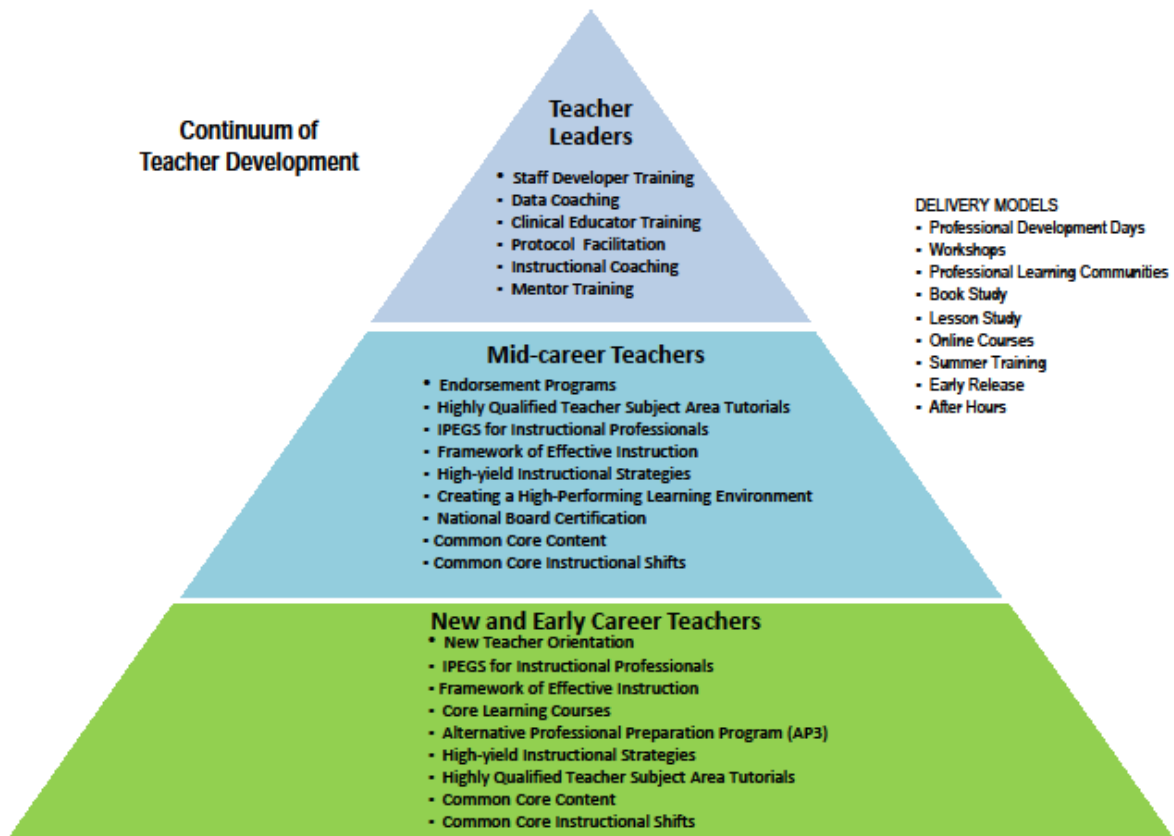 Continuum of
Teacher Development
Teacher
Leaders
• Staff Developer Training
• Data Coaching
• Clinical Educator Training
• Protocol Facilitation
• Instructional Coaching
• Mentor Training
DELIVERY MODELS
• Professional Development Days
• Workshops
• Professional Learning Communities
• Book Study
• Lesson Study
• Online Courses
• Summer Training
• Early Release
• After Hours
Mid-career Teachers
• Endorsement Programs
• Highly Qualified Teacher Subject Area Tutorials
• IPEGS for Instructional Professionals
• Framework of Effective Instruction
• High-yield Instructional Strategies
• Creating a High-Performing Learning Environment
• National Board Certification
• Common Core Content
• Common Core Instructional Shifts
New and Early Career Teachers
• New Teacher Orientation
• IPEGS for Instructional Professionals
• Framework of Effective Instruction
• Core Learning Courses
• Alternative Professional Preparation Program (AP3)
• High-yield Instructional Strategies
• Highly Qualified Teacher Subject Area Tutorials
• Common Core Content
• Common Core Instructional Shifts